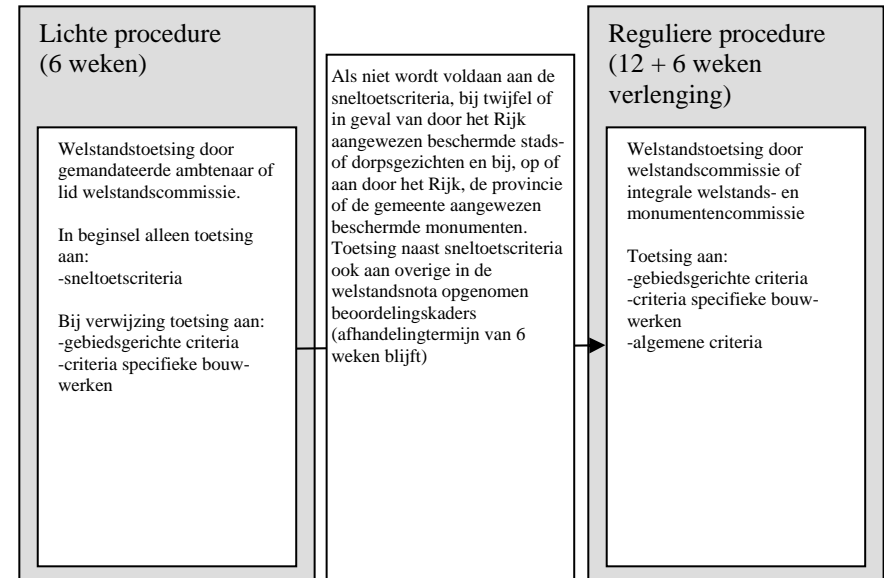 Lichte procedure
(6 weken)
Welstandstoetsing door
gemandateerde ambtenaar of
lid welstandscommissie.
In beginsel alleen toetsing
aan:
-sneltoetscriteria
Bij verwijzing toetsing aan:
-gebiedsgerichte criteria
-criteria specifieke bouw-
werken
Als niet wordt voldaan aan de
sneltoetscriteria, bij twijfel of
in geval van door het Rijk
aangewezen beschermde stads-
of dorpsgezichten en bij, op of
aan door het Rijk, de provincie
of de gemeente aangewezen
beschermde monumenten.
Toetsing naast sneltoetscriteria
ook aan overige in de
welstandsnota opgenomen
beoordelingskaders
(afhandelingtermijn van 6
weken blijft)
Reguliere procedure
(12 + 6 weken
verlenging)
Welstandstoetsing door
welstandscommissie of
integrale welstands- en
monumentencommissie
Toetsing aan:
-gebiedsgerichte criteria
-criteria specifieke bouw-
werken
-algemene criteria